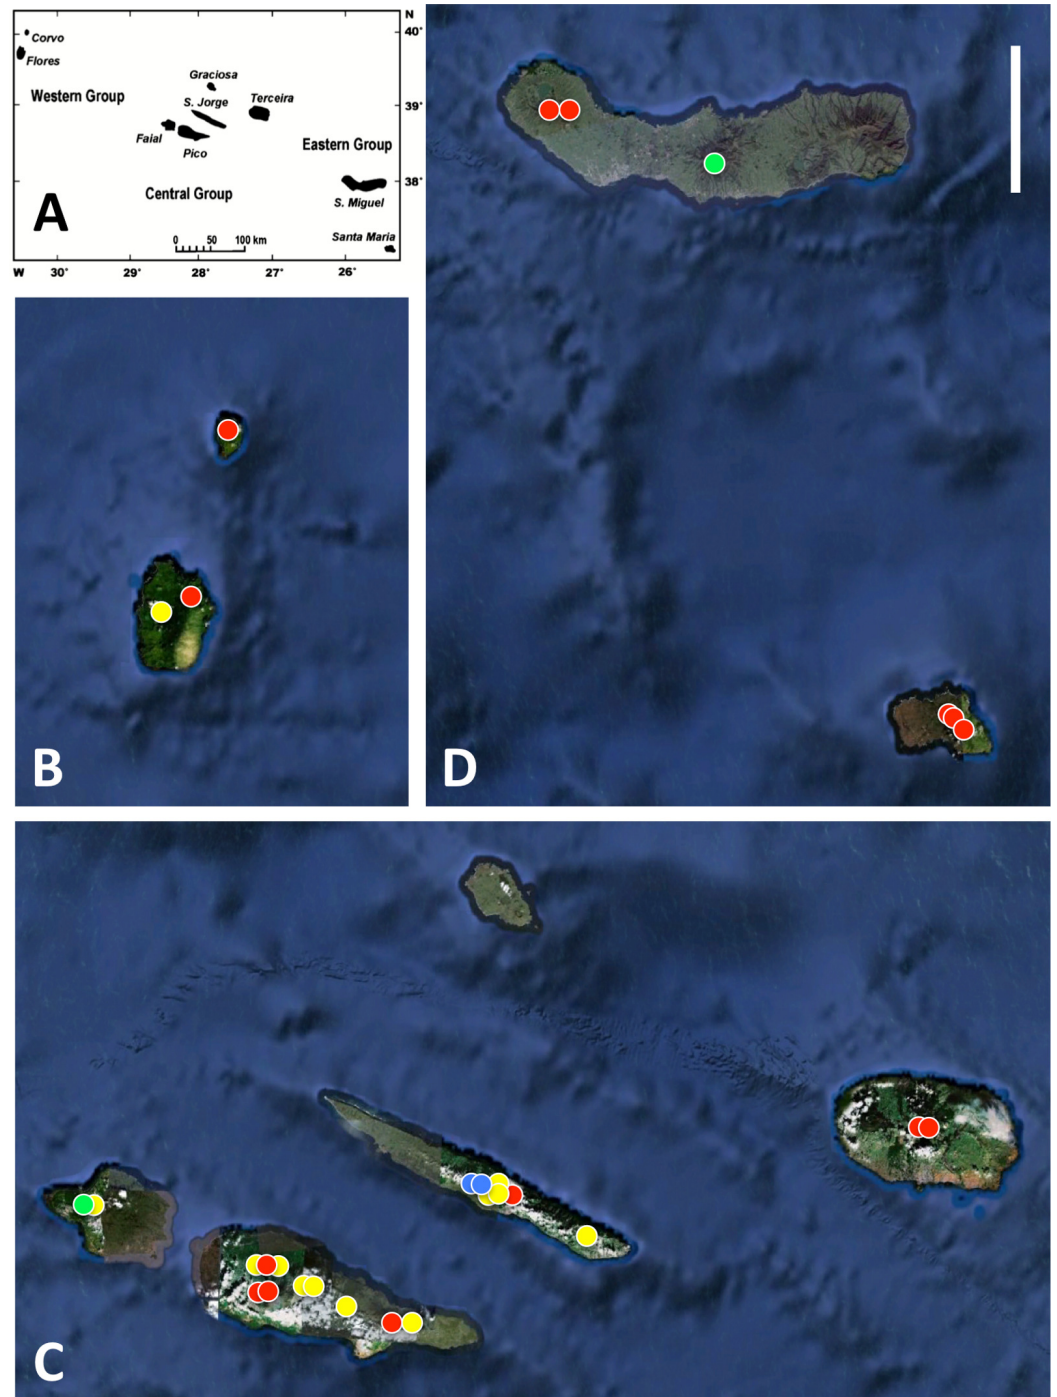 N
Corvo
40°
Flores
Graciosa
Western Group
S. Jorge
Terceira
39°
Faial
Pico
Eastern Group
Central Group
38°
S. Miguel
A
Santa Maria
0 50 100 km
W 30° 29° 28° 27° 26°
B
D
C